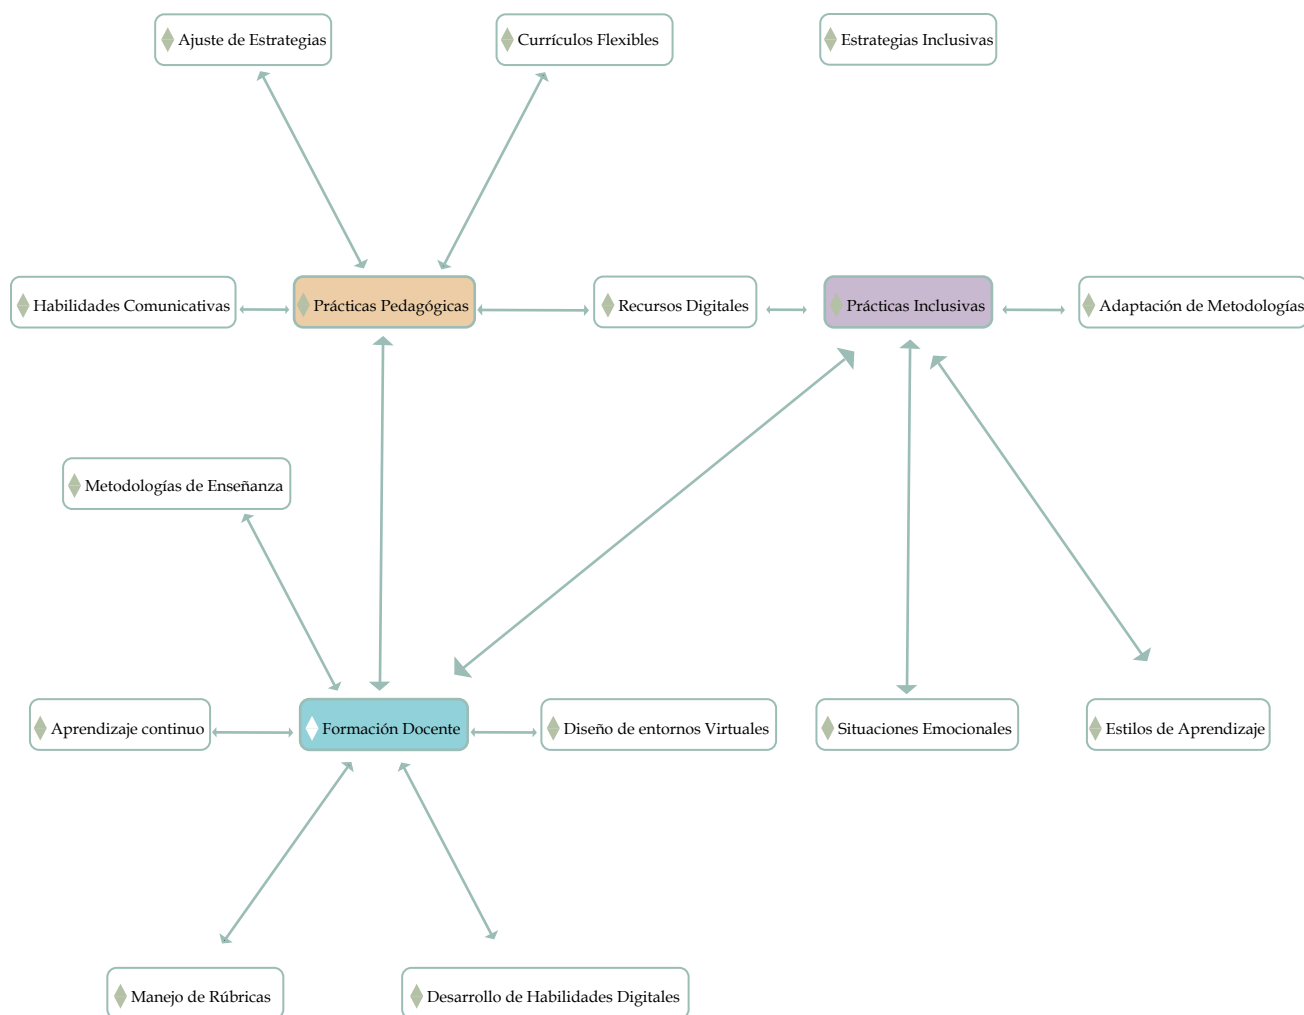 Ajuste de Estrategias
Currículos Flexibles
Estrategias Inclusivas
Habilidades Comunicativas
Prácticas Pedagógicas
Recursos Digitales
Prácticas Inclusivas
Adaptación de Metodologías
Metodologías de Enseñanza
Aprendizaje continuo
Formación Docente
Diseño de entornos Virtuales
Situaciones Emocionales
Estilos de Aprendizaje
Manejo de Rúbricas
Desarrollo de Habilidades Digitales